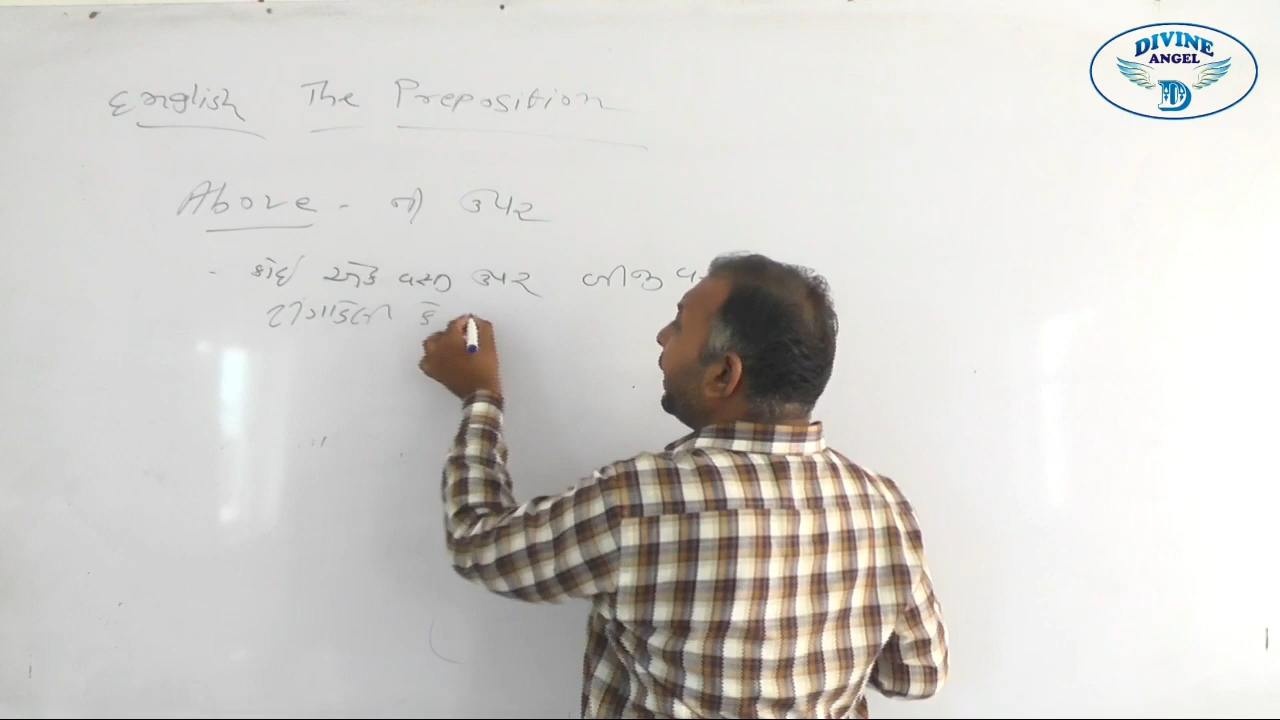 DIVINE
ANGEL
D
English The Preposition
Above - ની ઉપર
- કોઈ એક વસ્તુ ઉપર બીજી
ટીંગાડેલી કે